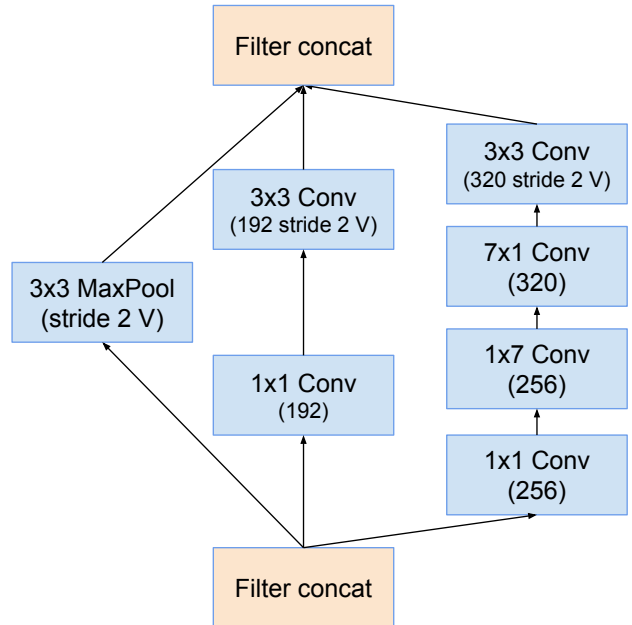 Filter concat
3x3 Conv
(320 stride 2 V)
3x3 Conv
(192 stride 2 V)
7x1 Conv
(320)
3x3 MaxPool
(stride 2 V)
1x7 Conv
(256)
1x1 Conv
(192)
1x1 Conv
(256)
Filter concat